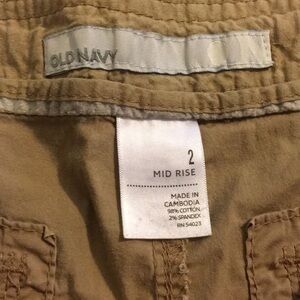 OLD NAVY
2
MID RISE
MADE IN
CAMBODIA
98% COTTON
2% SPANDEX
RN 54023